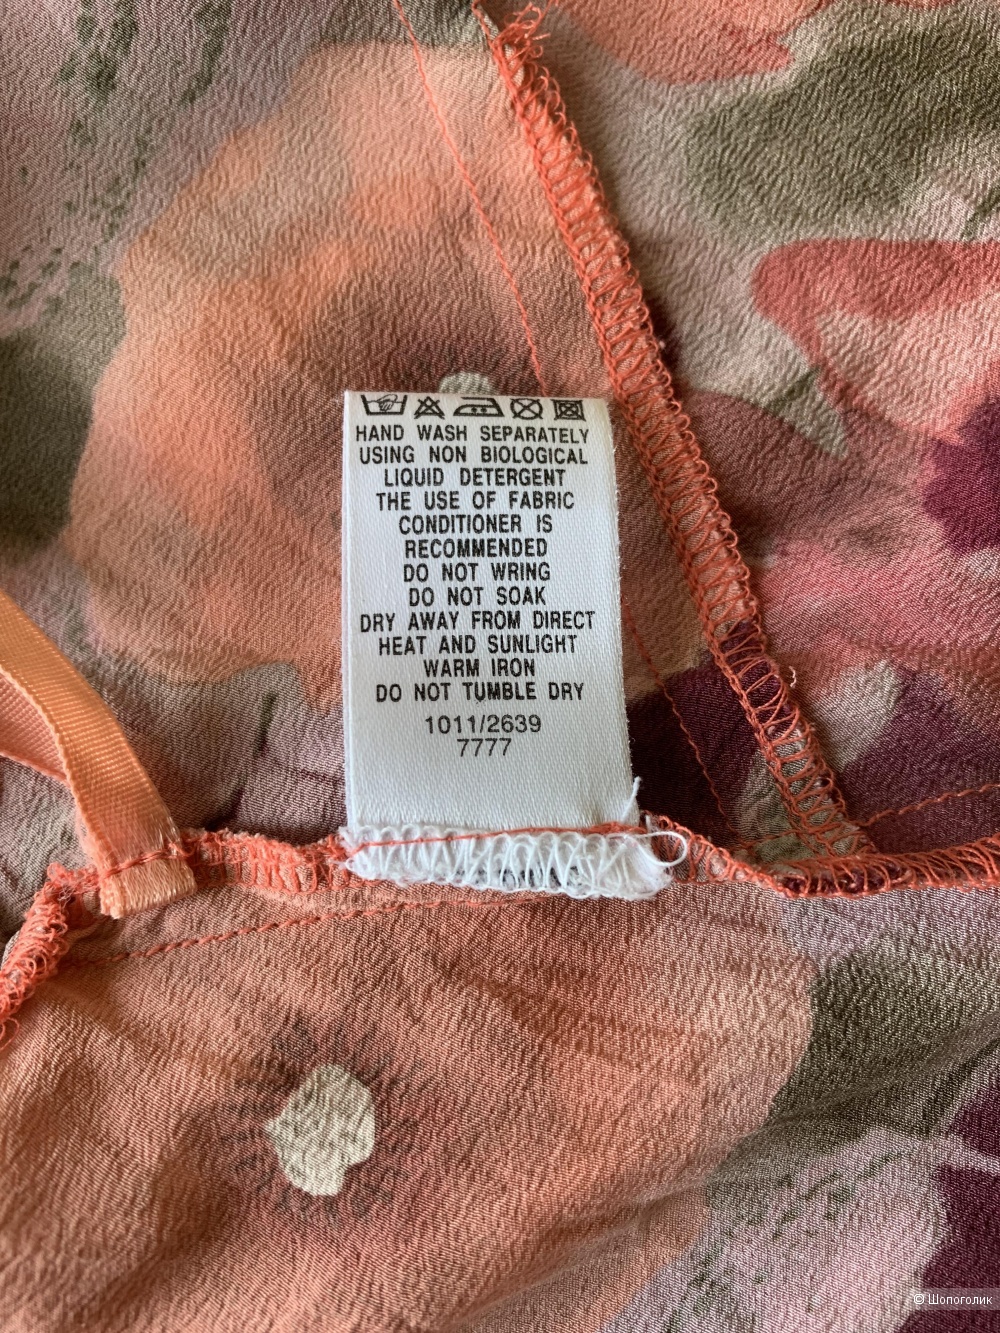 HAND WASH SEPARATELY
USING NON BIOLOGICAL
LIQUID DETERGENT
THE USE OF FABRIC
CONDITIONER IS
RECOMMENDED
DO NOT WRING
DO NOT SOAK
DRY AWAY FROM DIRECT
HEAT AND SUNLIGHT
WARM IRON
DO NOT TUMBLE DRY
1011/2639
7777
© Шопоголик